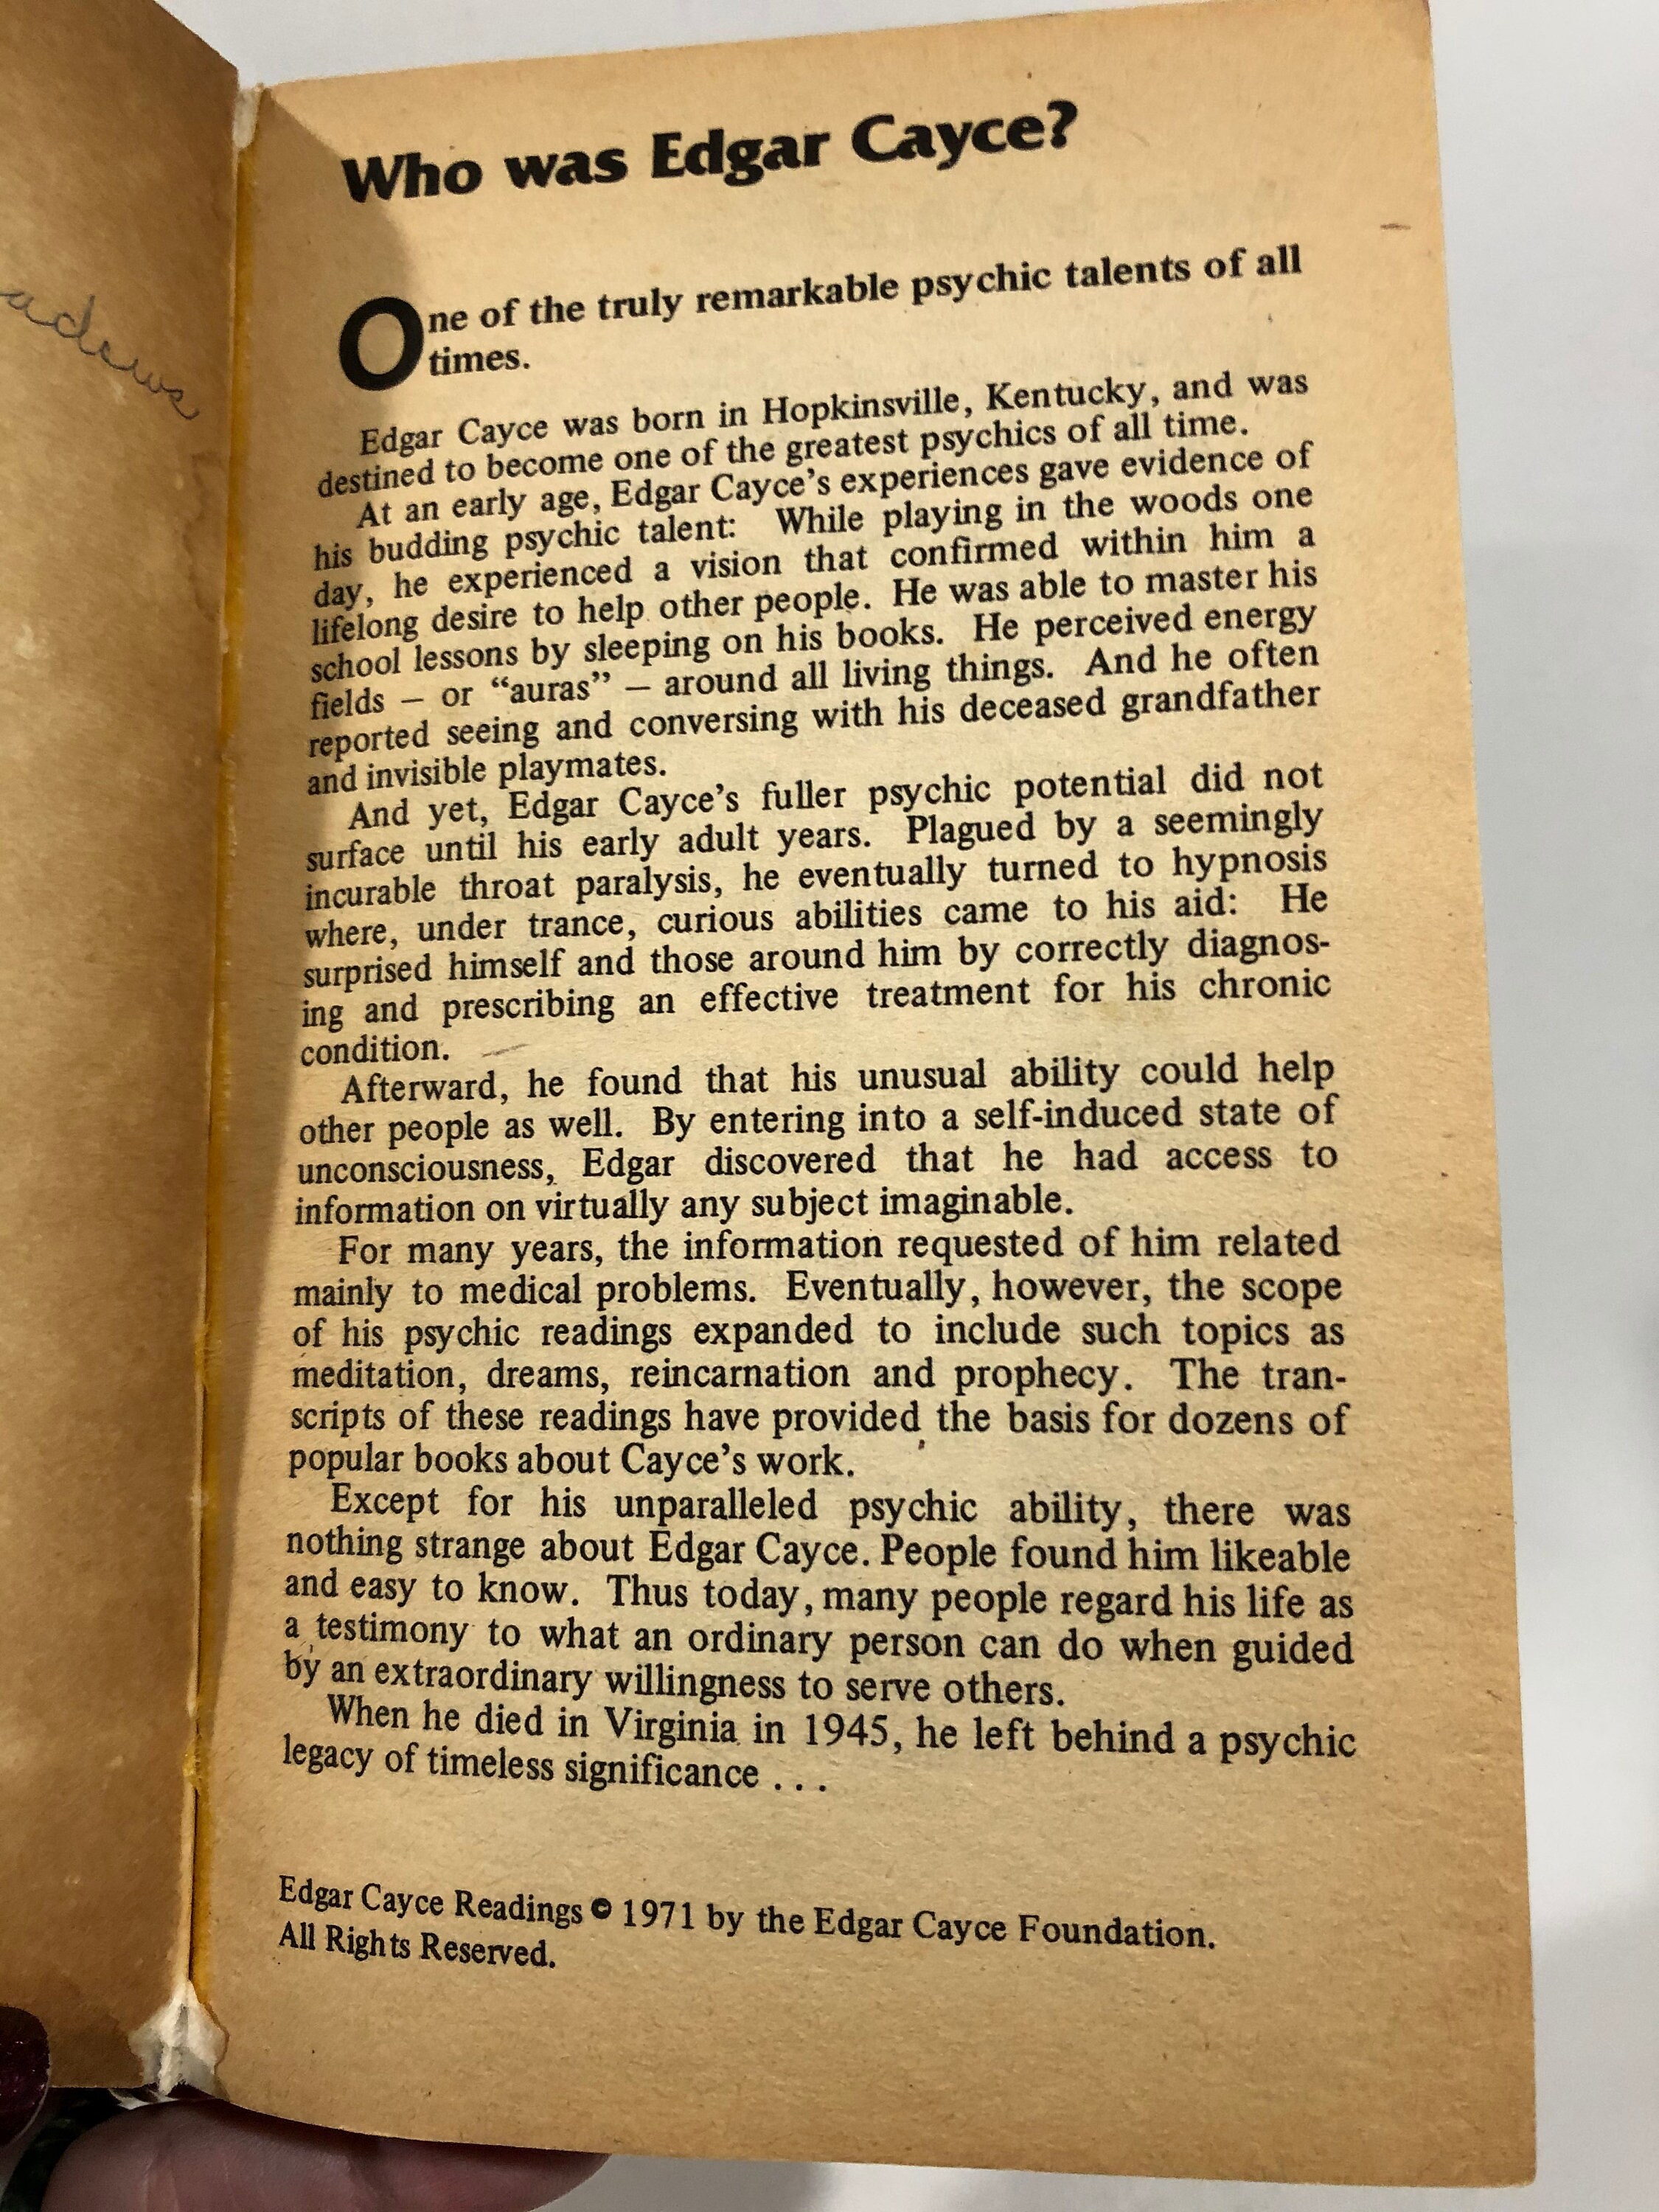 Who was Edgar Cayce?
One of the truly remarkable psychic talents of all
times.
Edgar Cayce was born in Hopkinsville, Kentucky, and was
destined to become one of the greatest psychics of all time.
At an early age, Edgar Cayce's experiences gave evidence of
his budding psychic talent: While playing in the woods one
day, he experienced a vision that confirmed within him a
lifelong desire to help other people. He was able to master his
school lessons by sleeping on his books. He perceived energy
fields – or “auras” – around all living things. And he often
reported seeing and conversing with his deceased grandfather
and invisible playmates.
And yet, Edgar Cayce's fuller psychic potential did not
surface until his early adult years. Plagued by a seemingly
incurable throat paralysis, he eventually turned to hypnosis
where, under trance, curious abilities came to his aid: He
surprised himself and those around him by correctly diagnos-
ing and prescribing an effective treatment for his chronic
condition.
Afterward, he found that his unusual ability could help
other people as well. By entering into a self-induced state of
unconsciousness, Edgar discovered that he had access to
information on virtually any subject imaginable.
For many years, the information requested of him related
mainly to medical problems. Eventually, however, the scope
of his psychic readings expanded to include such topics as
meditation, dreams, reincarnation and prophecy. The tran-
scripts of these readings have provided the basis for dozens of
popular books about Cayce's work.
Except for his unparalleled psychic ability, there was
nothing strange about Edgar Cayce. People found him likeable
and easy to know. Thus today, many people regard his life as
a testimony to what an ordinary person can do when guided
by an extraordinary willingness to serve others.
When he died in Virginia in 1945, he left behind a psychic
legacy of timeless significance . . .
Edgar Cayce Readings © 1971 by the Edgar Cayce Foundation.
All Rights Reserved.